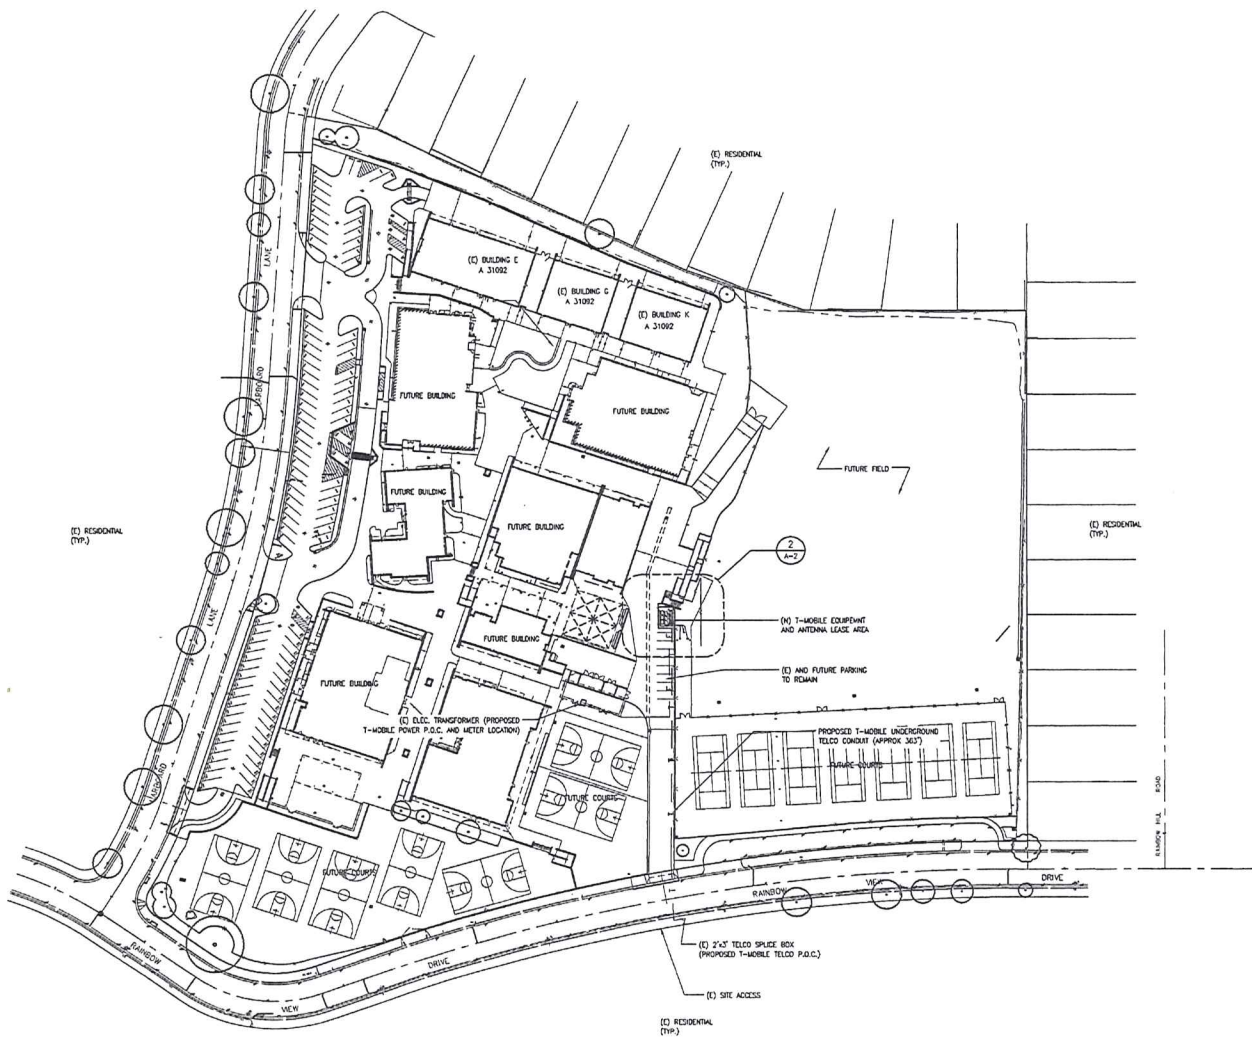 (E) RESIDENTIAL
(TYP.)
LANE
(E) BUILDING E
A 31092
(E) BUILDING G
A 31092
(E) BUILDING K
A 31092
FUTURE BUILDING
FUTURE BUILDING
FUTURE FIELD
FUTURE BUILDING
FUTURE BUILDING
(E) RESIDENTIAL
(TYP.)
(E) RESIDENTIAL
(TYP.)
2
A-2
LANE
(N) T-MOBILE EQUIPEMNT
AND ANTENNA LEASE AREA
FUTURE BUILDING
(E) AND FUTURE PARKING
TO REMAIN
FUTURE BUILDING
(E) ELEC. TRANSFORMER (PROPOSED
T-MOBILE POWER P.O.C. AND METER LOCATION)
PROPOSED T-MOBILE UNDERGROUND
TELCO CONDUIT (APPROX 363')
FUTURE COURTS
FUTURE COURTS
RAINBOW HILL ROAD
FUTURE COURTS
RAINBOW VIEW DRIVE
(E) 2'x3' TELCO SPLICE BOX
(PROPOSED T-MOBILE TELCO P.O.C.)
RAINBOW VIEW DRIVE
(E) SITE ACCESS
(E) RESIDENTIAL
(TYP.)